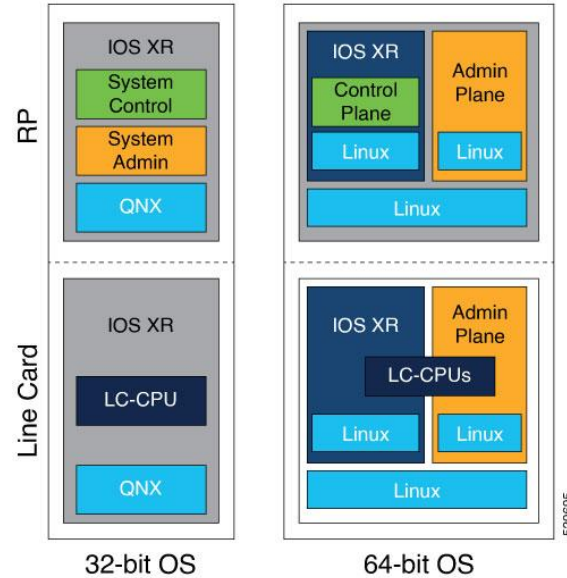 RP
IOS XR
System
Control
System
Admin
QNX
IOS XR
Control
Plane
Linux
Admin
Plane
Linux
Linux
Line Card
IOS XR
LC-CPU
QNX
IOS XR
Admin
Plane
LC-CPUs
Linux
Linux
Linux
32-bit OS
64-bit OS